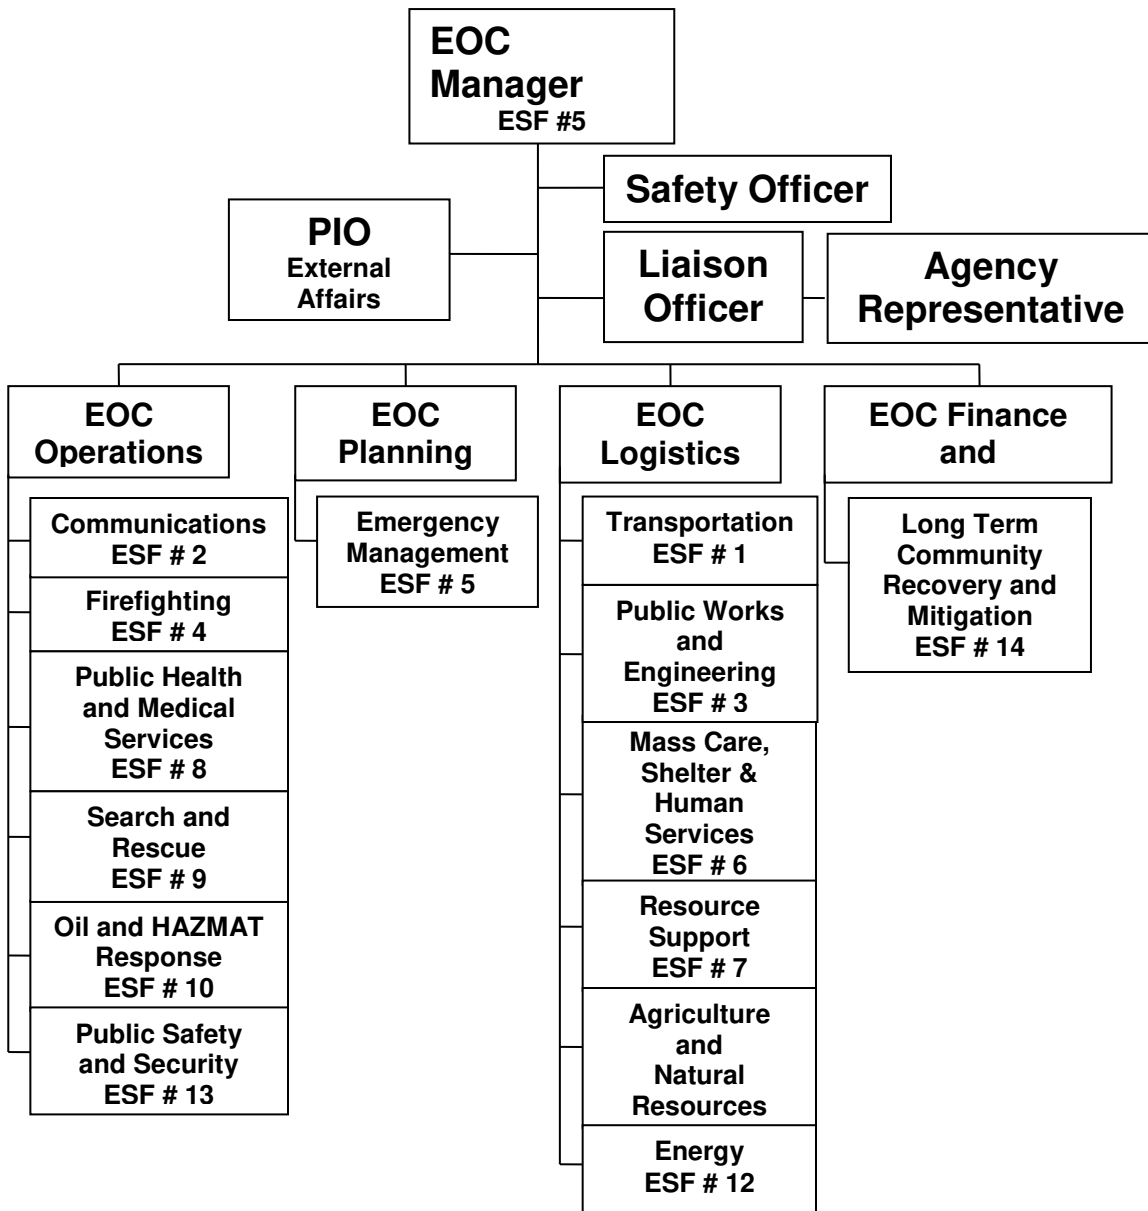 EOC
Manager
ESF #5
Safety Officer
PIO
External
Affairs
Liaison
Officer
Agency
Representative
EOC
Operations
EOC
Planning
EOC
Logistics
EOC Finance
and
Communications
ESF # 2
Firefighting
ESF # 4
Public Health
and Medical
Services
ESF # 8
Search and
Rescue
ESF # 9
Oil and HAZMAT
Response
ESF # 10
Public Safety
and Security
ESF # 13
Emergency
Management
ESF # 5
Transportation
ESF # 1
Public Works
and
Engineering
ESF # 3
Mass Care,
Shelter &
Human
Services
ESF # 6
Resource
Support
ESF # 7
Agriculture
and
Natural
Resources
Energy
ESF # 12
Long Term
Community
Recovery and
Mitigation
ESF # 14